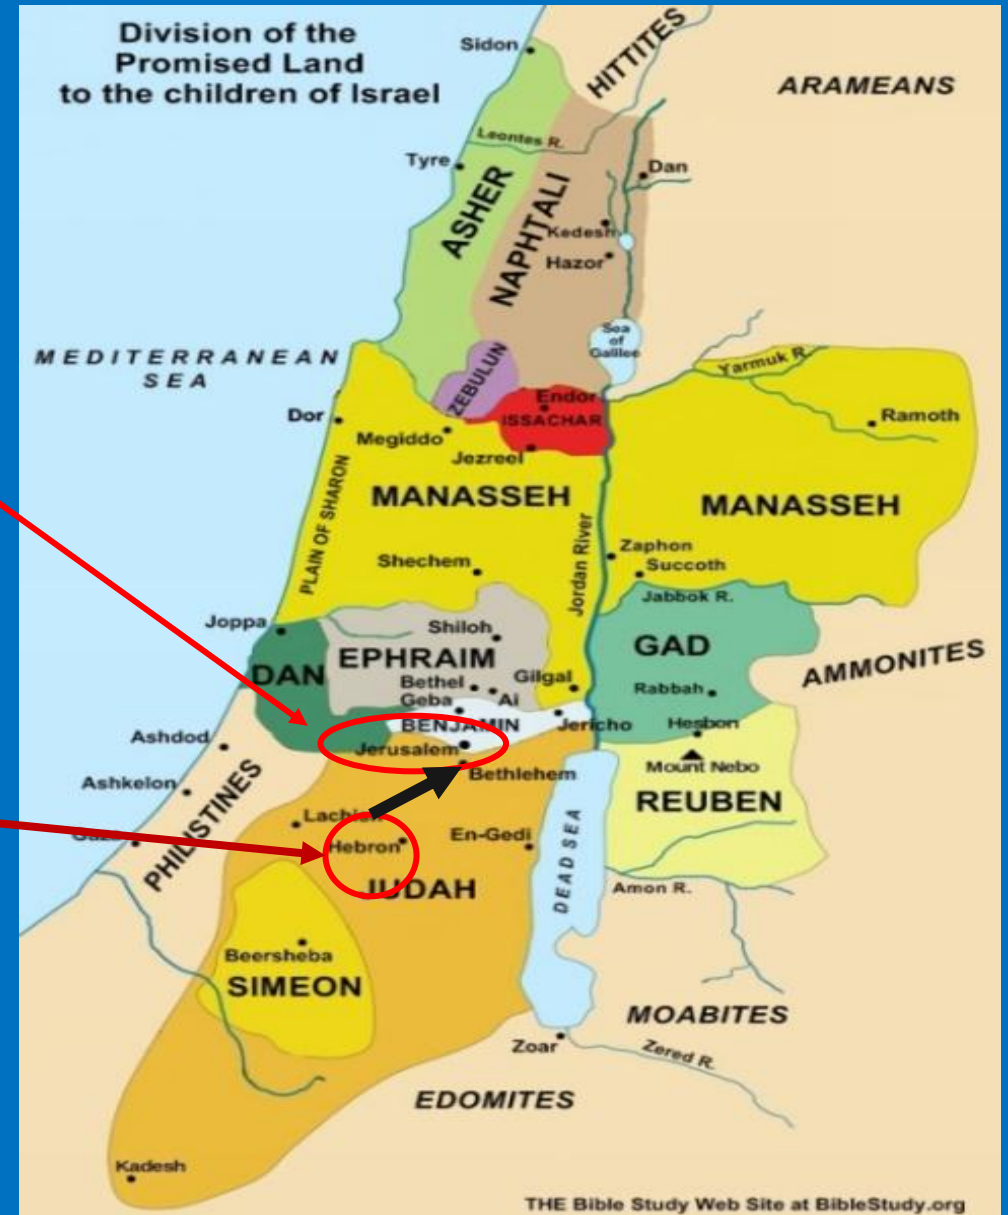 Division of the
Promised Land
to the children of Israel
Sidon
HITTITES
ARAMEANS
Leontes R.
Tyre
Dan
ASHER
NAPHTALI
Kedesh
Hazor
Sea
of
Galilee
MEDITERRANEAN
SEA
ZEBULUN
Yarmuk R.
Endor
Dor
ISSACHAR
Ramoth
Megiddo
Jezreel
MANASSEH
MANASSEH
PLAIN OF SHARON
Jordan River
Zaphon
Shechem
Succoth
Jabbok R.
Joppa
Shiloh
GAD
EPHRAIM
DAN
AMMONITES
Bethel
Gilgal
Rabbah
Geba
Ai
BENJAMIN
Jericho
Hesbon
Ashdod
Jerusalem
Mount Nebo
Bethlehem
Ashkelon
REUBEN
PHILISTINES
Hebron
En-Gedi
DEAD SEA
JUDAH
Arnon R.
Beersheba
SIMEON
MOABITES
Zoar
Zered R.
EDOMITES
Kadesh
THE Bible Study Web Site at BibleStudy.org